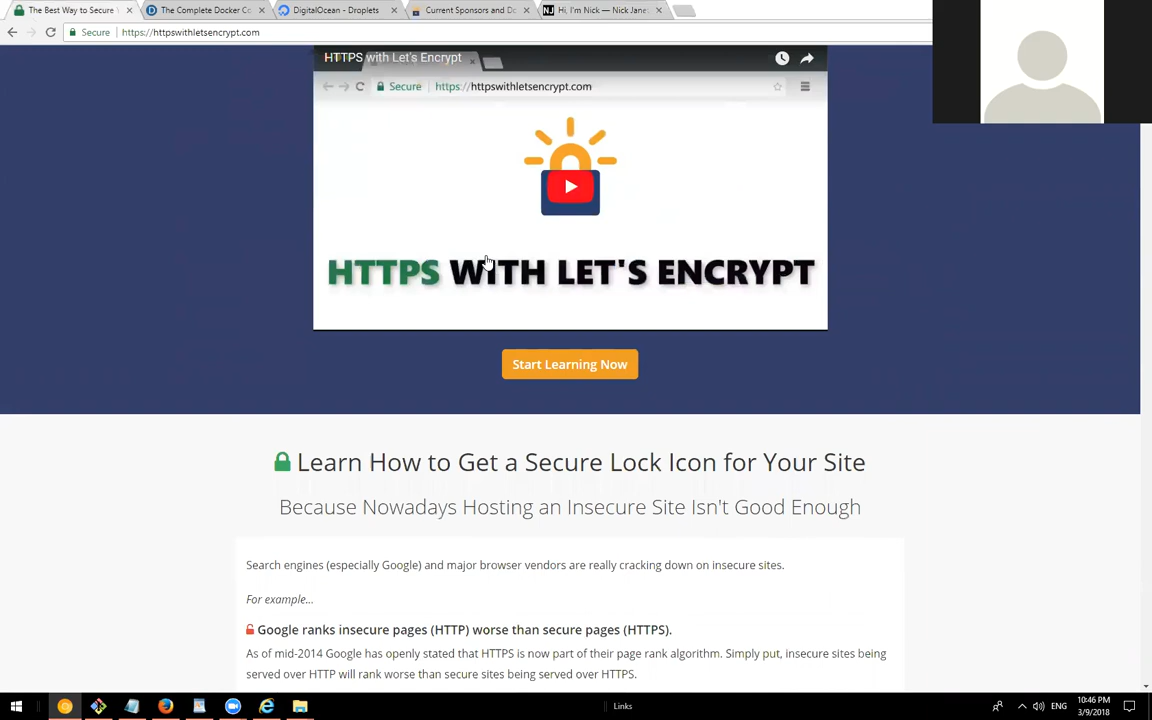 The Best Way to Secure
The Complete Docker Co
DigitalOcean - Droplets
Current Sponsors and Do
NJ
Hi, I'm Nick — Nick Jane
Secure
https://httpswithletsencrypt.com
HTTPS with Let's Encrypt
Secure https://httpswithletsencrypt.com
HTTPS WITH LET'S ENCRYPT
Start Learning Now
Learn How to Get a Secure Lock Icon for Your Site
Because Nowadays Hosting an Insecure Site Isn't Good Enough
Search engines (especially Google) and major browser vendors are really cracking down on insecure sites.
For example...
Google ranks insecure pages (HTTP) worse than secure pages (HTTPS).
As of mid-2014 Google has openly stated that HTTPS is now part of their page rank algorithm. Simply put, insecure sites being
served over HTTP will rank worse than secure sites being served over HTTPS.
Links
ENG
10:46 PM
3/9/2018